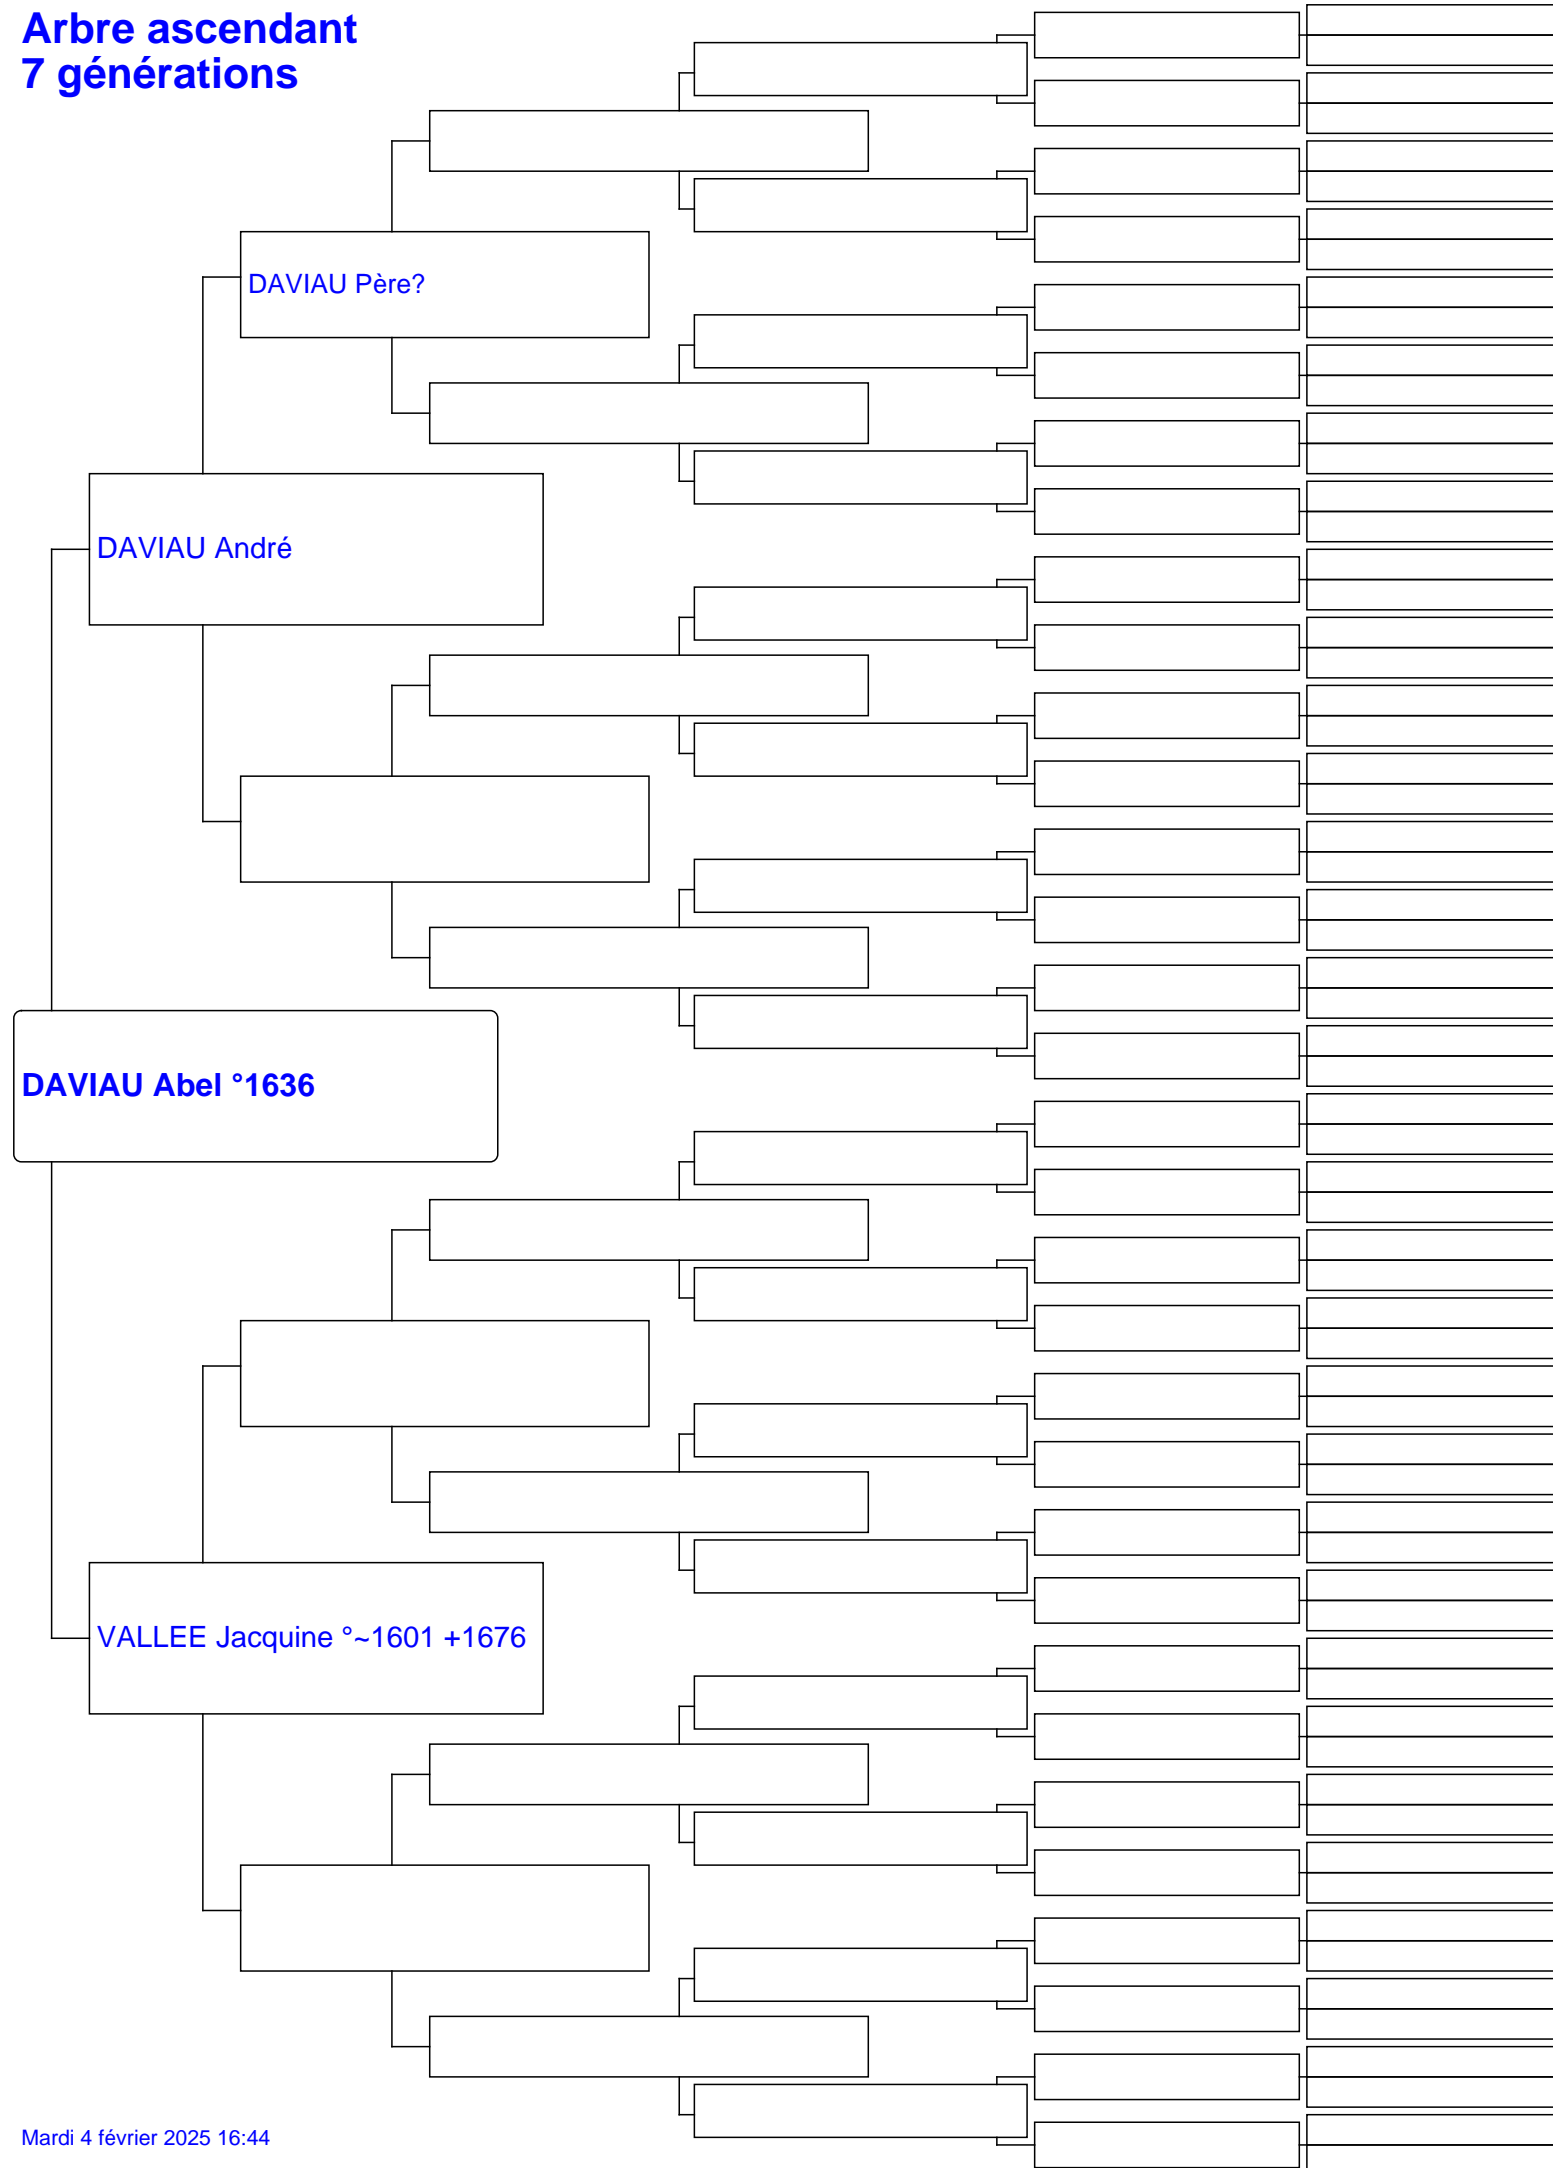 Arbre ascendant
7 générations
DAVIAU Père?
DAVIAU André
DAVIAU Abel °1636
VALLEE Jacquine °~1601 +1676
Mardi 4 février 2025 16:44